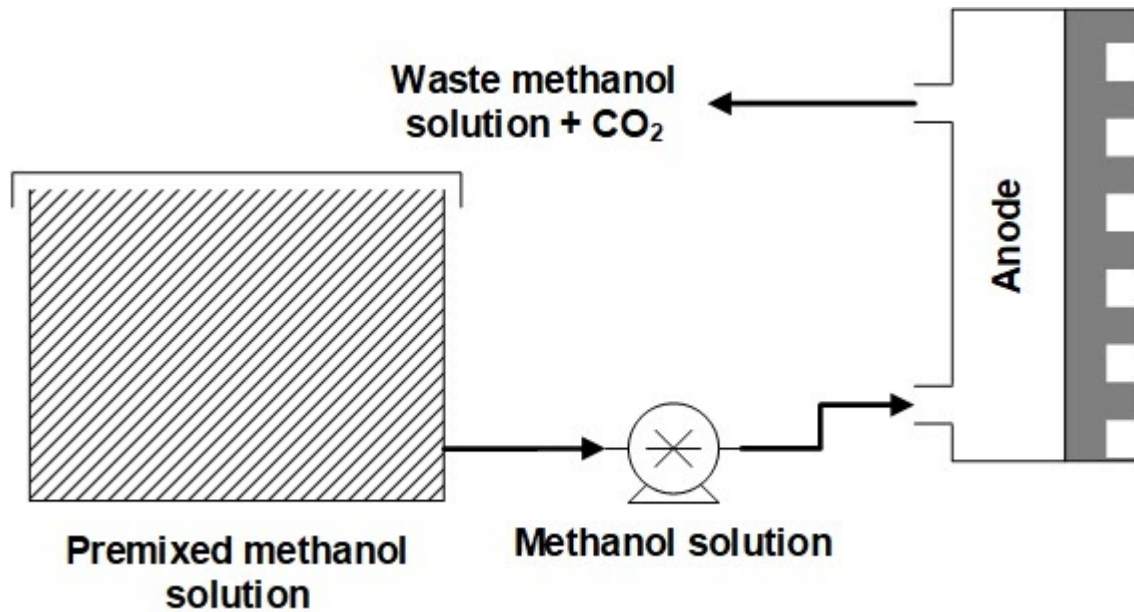 Waste methanol
solution + CO₂
Anode
Methanol solution
Premixed methanol
solution